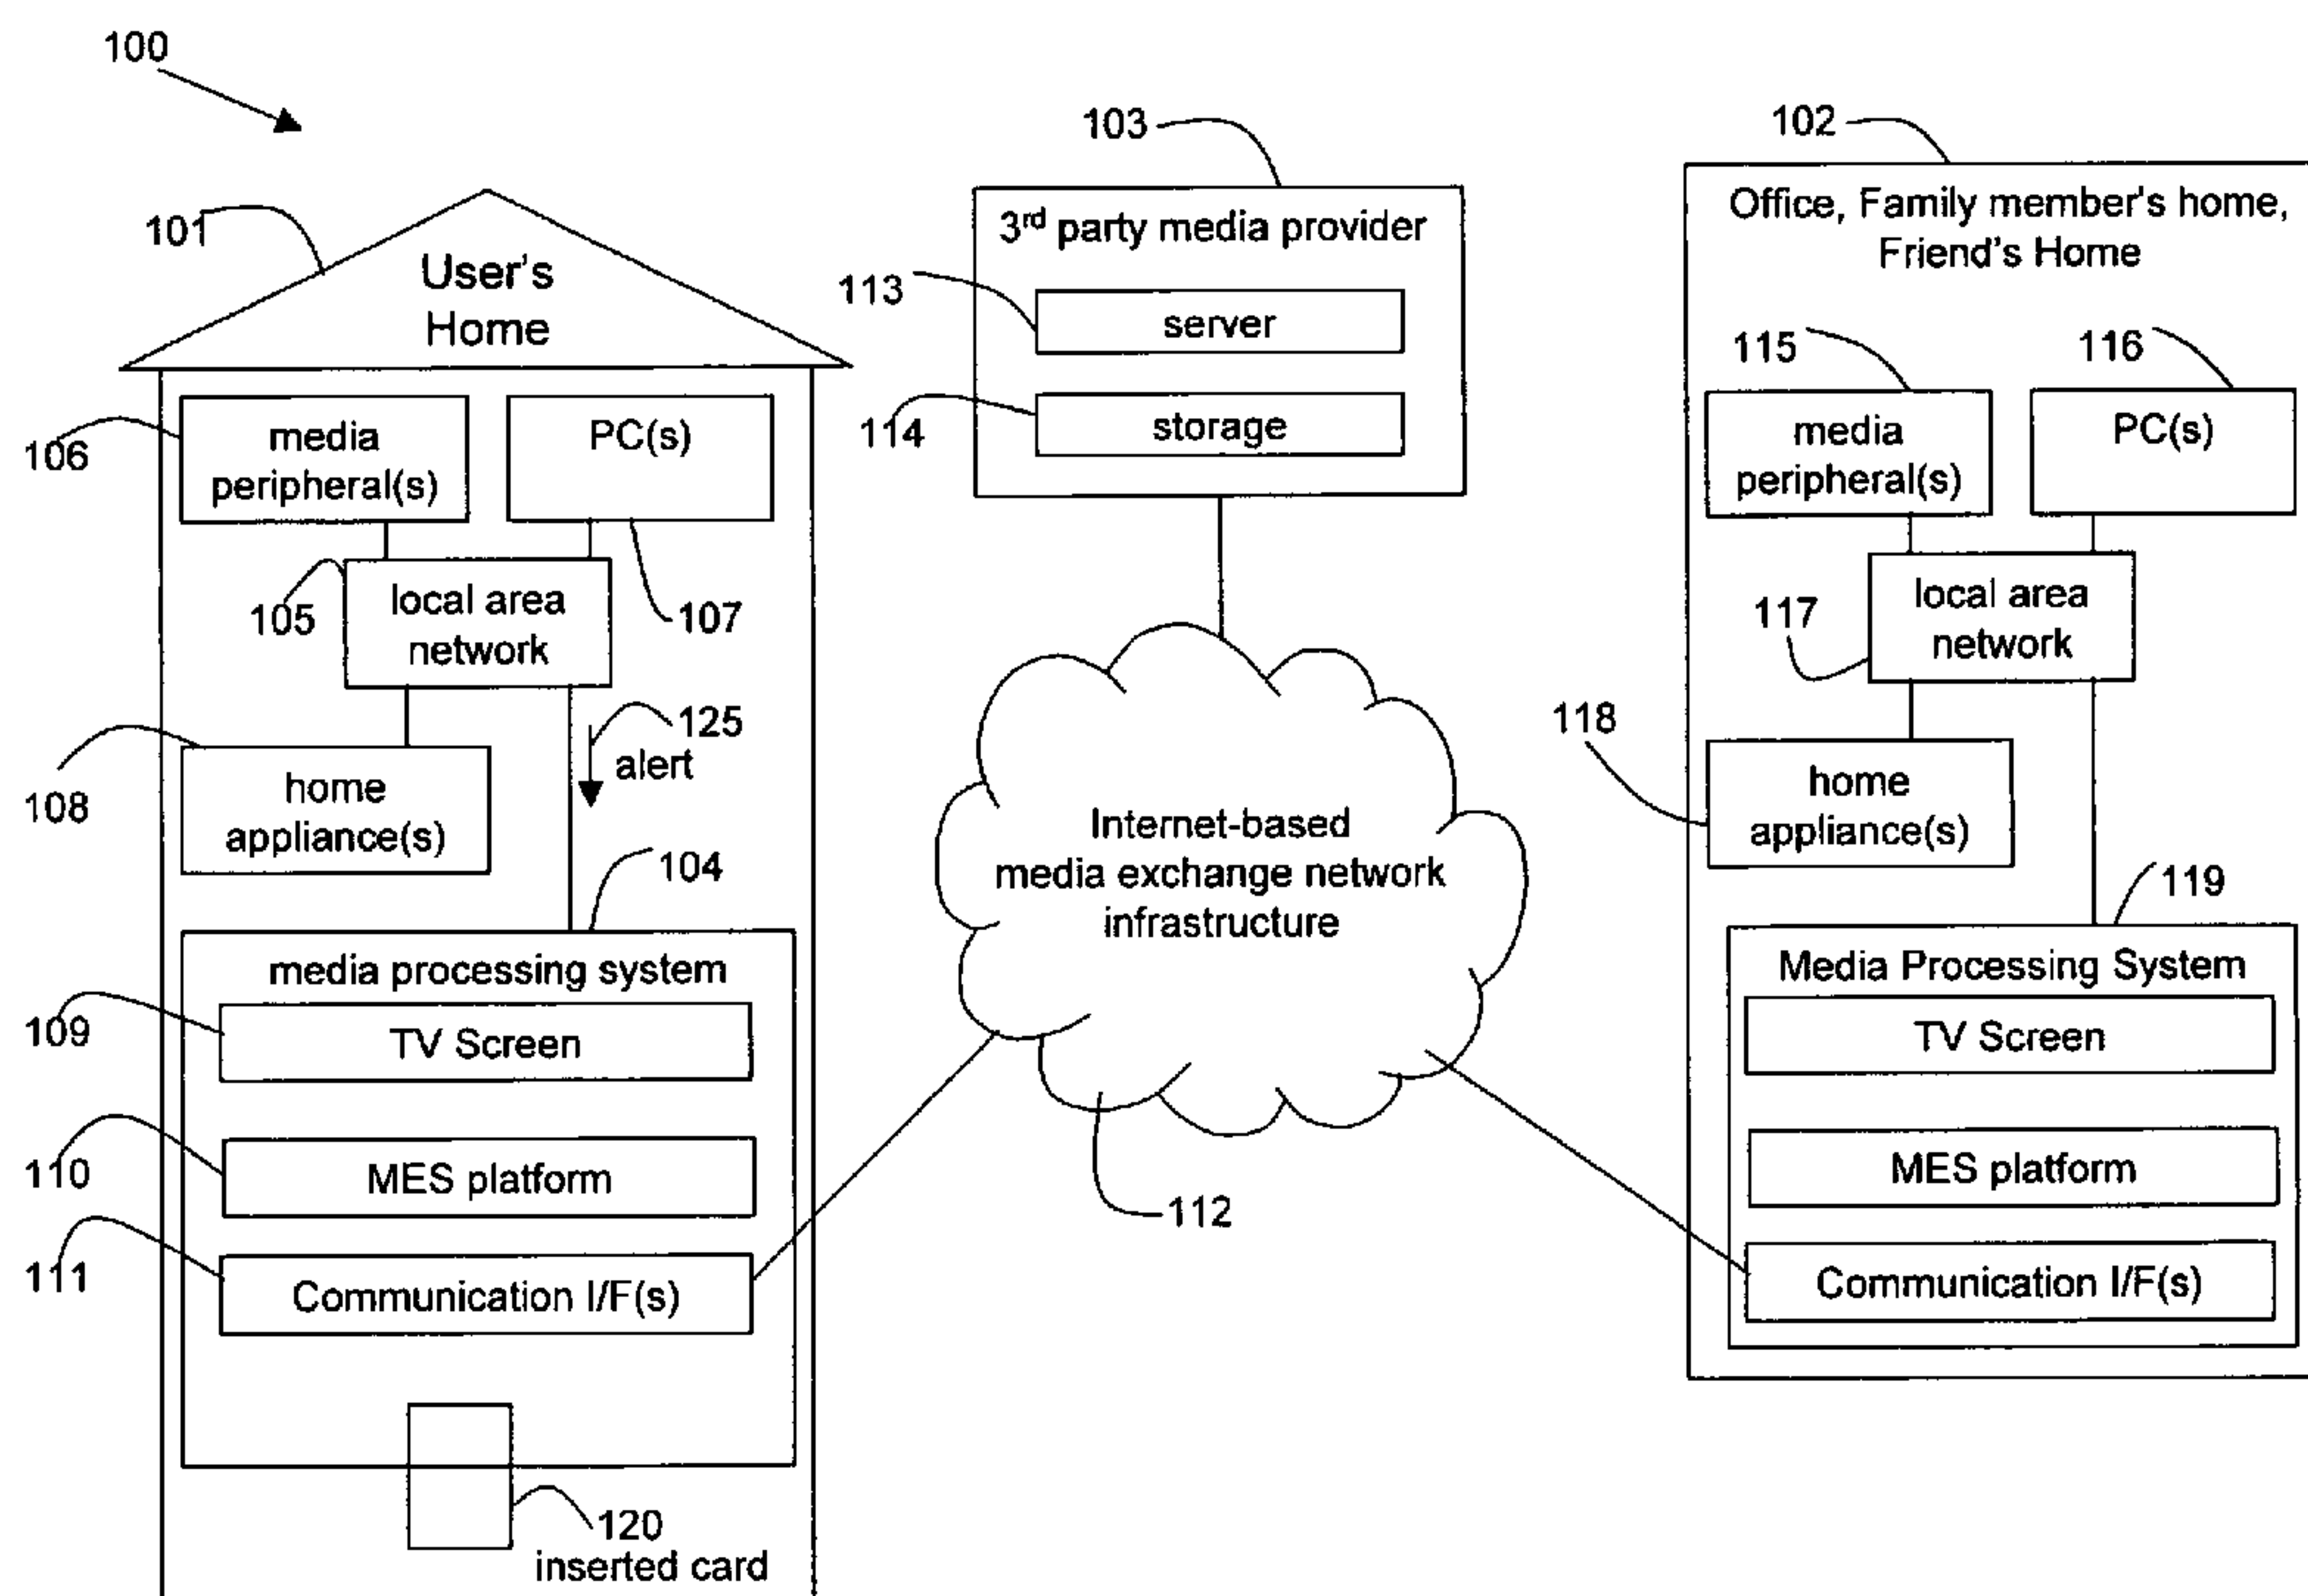 100
101
User's
Home
106
media
peripheral(s)
PC(s)
105
local area
network
107
125
alert
108
home
appliance(s)
104
media processing system
109
TV Screen
110
MES platform
111
Communication I/F(s)
120
inserted card
103
3rd party media provider
113
server
114
storage
Internet-based
media exchange network
infrastructure
112
102
Office, Family member's home,
Friend's Home
115
116
media
peripheral(s)
PC(s)
117
local area
network
118
home
appliance(s)
119
Media Processing System
TV Screen
MES platform
Communication I/F(s)